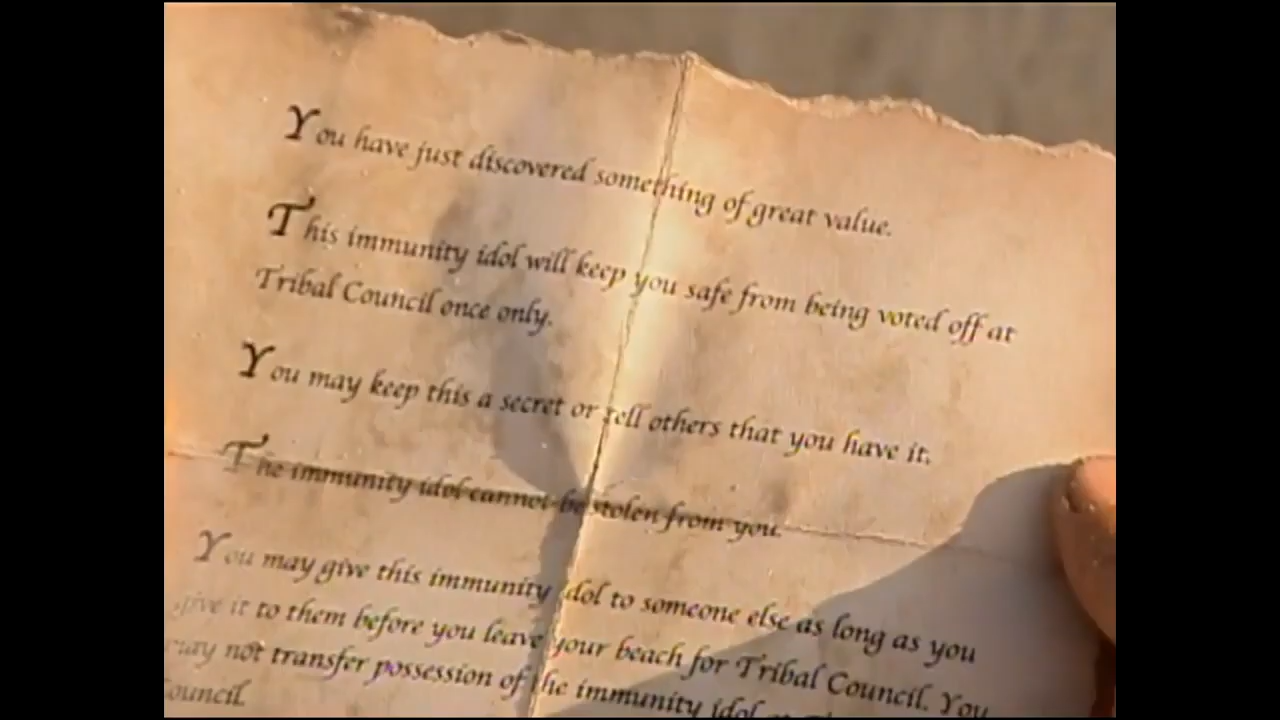 You have just discovered something of great value.
This immunity idol will keep you safe from being voted off at
Tribal Council once only.
You may keep this a secret or tell others that you have it.
The immunity idol cannot be stolen from you.
You may give this immunity idol to someone else as long as you
give it to them before you leave your beach for Tribal Council. You
may not transfer possession of the immunity idol
Council.